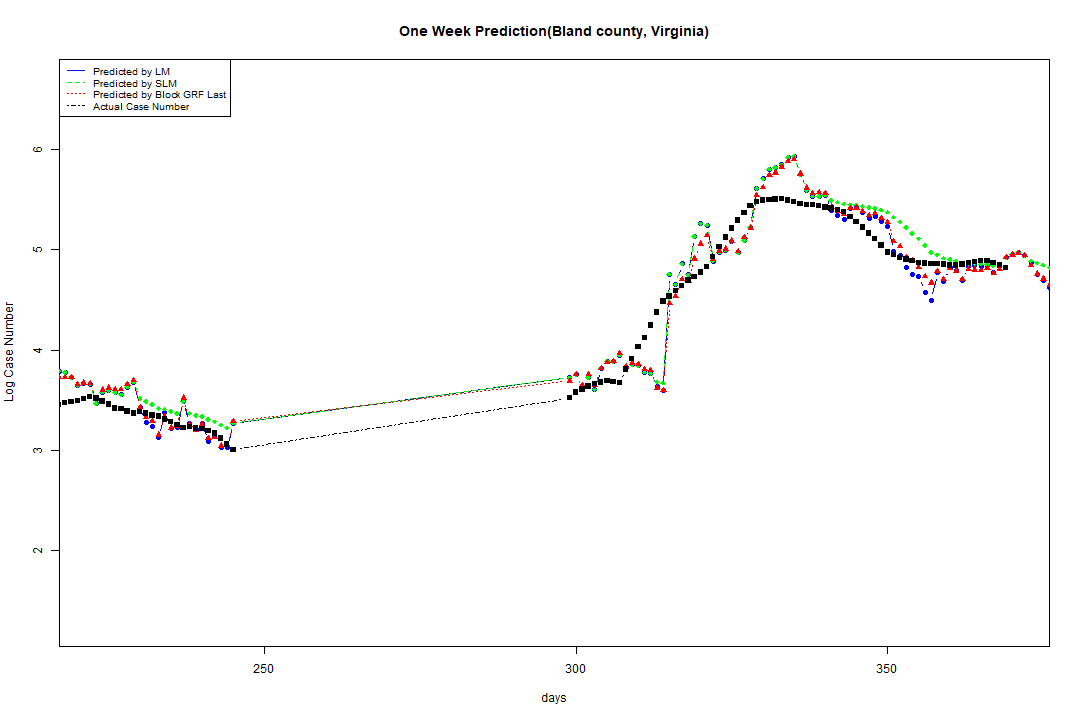 One Week Prediction(Bland county, Virginia)
Predicted by LM
Predicted by SLM
Predicted by Block GRF Last
Actual Case Number
6
5
4
3
2
Log Case Number
250
300
350
days